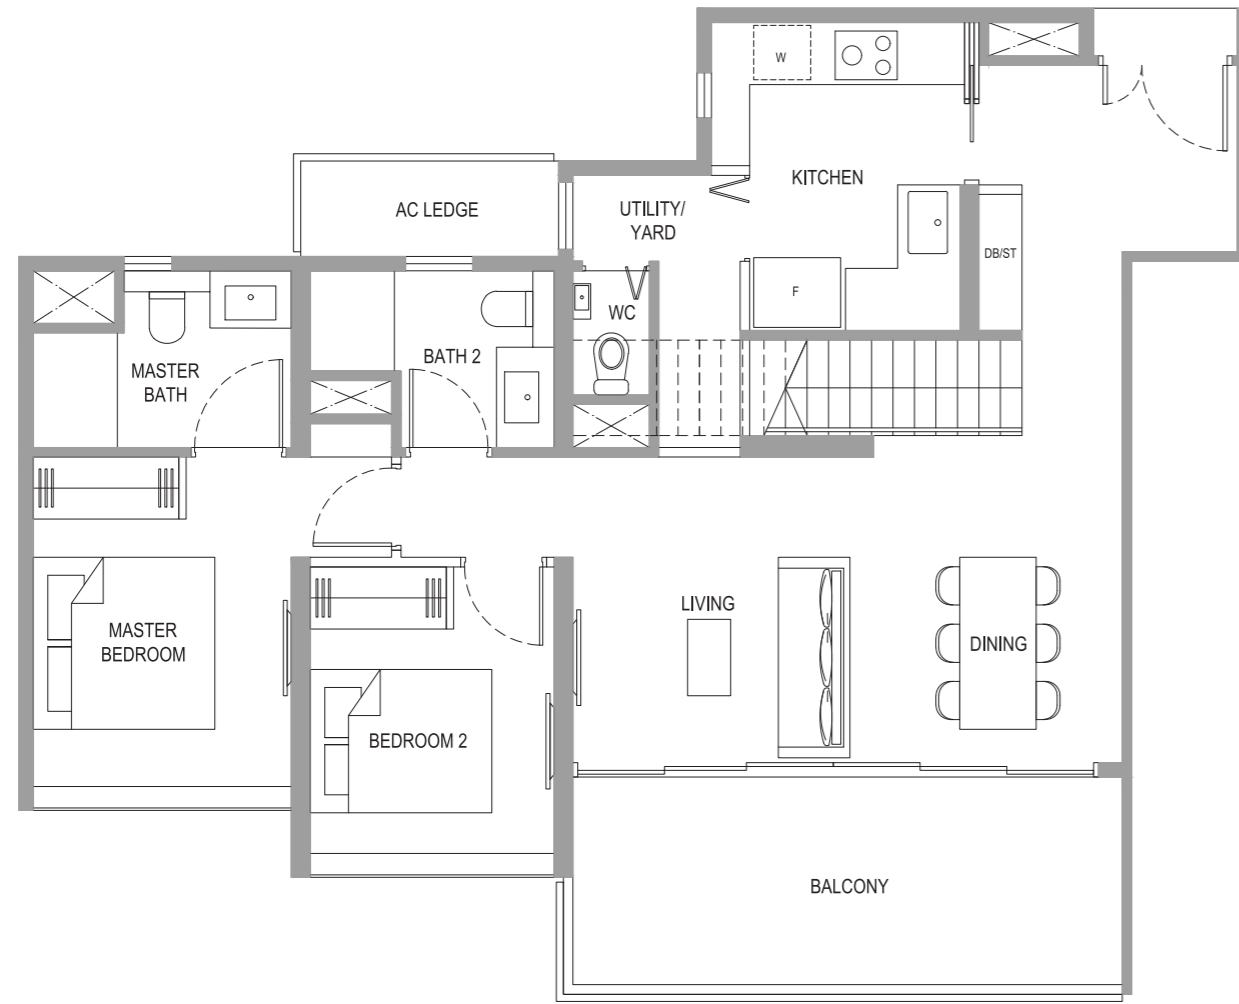 W
KITCHEN
AC LEDGE
UTILITY/
YARD
DB/ST
F
WC
BATH 2
MASTER
BATH
LIVING
MASTER
BEDROOM
DINING
BEDROOM 2
BALCONY